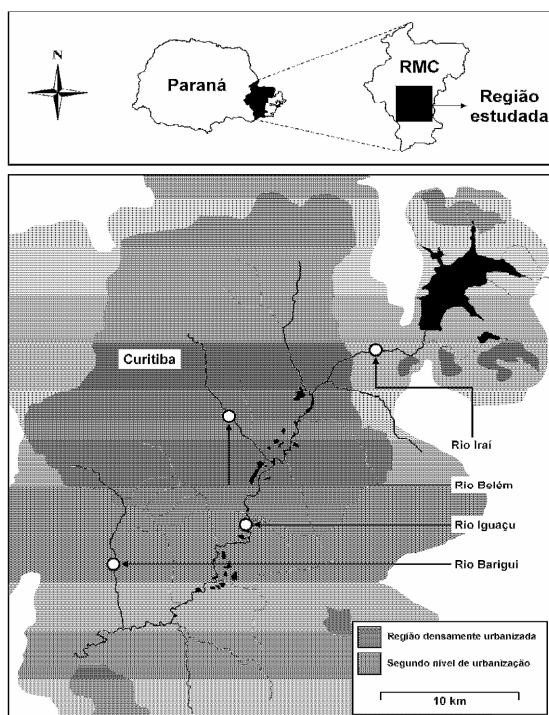 N
Paraná
RMC
Região
estudada
Curitiba
Rio Iraí
Rio Belém
Rio Iguaçu
Rio Barigui
Região densamente urbanizada
Segundo nível de urbanização
10 km